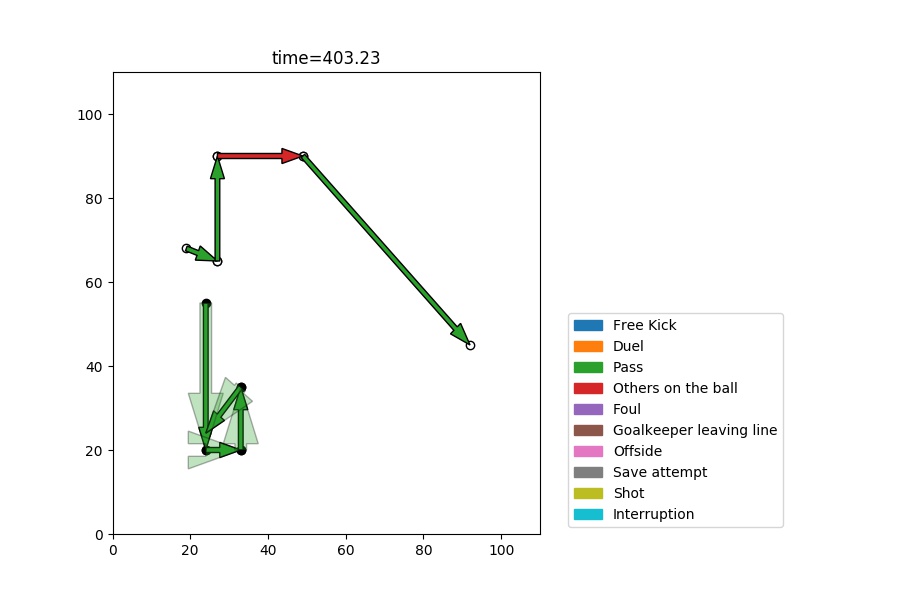 time=403.23
100
80
60
40
20
0
0 20 40 60 80 100
Free Kick
Duel
Pass
Others on the ball
Foul
Goalkeeper leaving line
Offside
Save attempt
Shot
Interruption